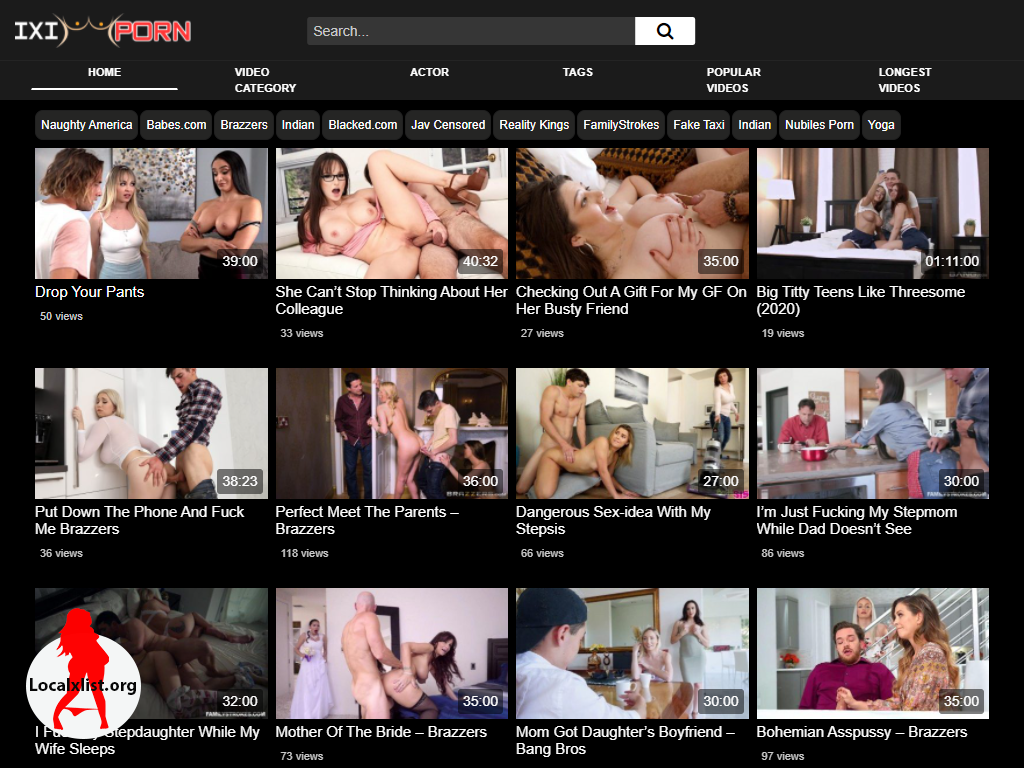 IXI PORN
Search...
HOME
VIDEO CATEGORY
ACTOR
TAGS
POPULAR VIDEOS
LONGEST VIDEOS
Naughty America
Babes.com
Brazzers
Indian
Blacked.com
Jav Censored
Reality Kings
FamilyStrokes
Fake Taxi
Indian
Nubiles Porn
Yoga
39:00
40:32
35:00
01:11:00
Drop Your Pants
50 views
She Can’t Stop Thinking About Her
Colleague
33 views
Checking Out A Gift For My GF On
Her Busty Friend
27 views
Big Titty Teens Like Threesome
(2020)
19 views
38:23
36:00
27:00
30:00
Put Down The Phone And Fuck
Me Brazzers
36 views
Perfect Meet The Parents –
Brazzers
118 views
Dangerous Sex-idea With My
Stepsis
66 views
I’m Just Fucking My Stepmom
While Dad Doesn’t See
86 views
Localxlist.org
32:00
35:00
30:00
35:00
I Fu
Stepdaughter While My
Wife Sleeps
Mother Of The Bride – Brazzers
73 views
Mom Got Daughter’s Boyfriend –
Bang Bros
Bohemian Asspussy – Brazzers
97 views